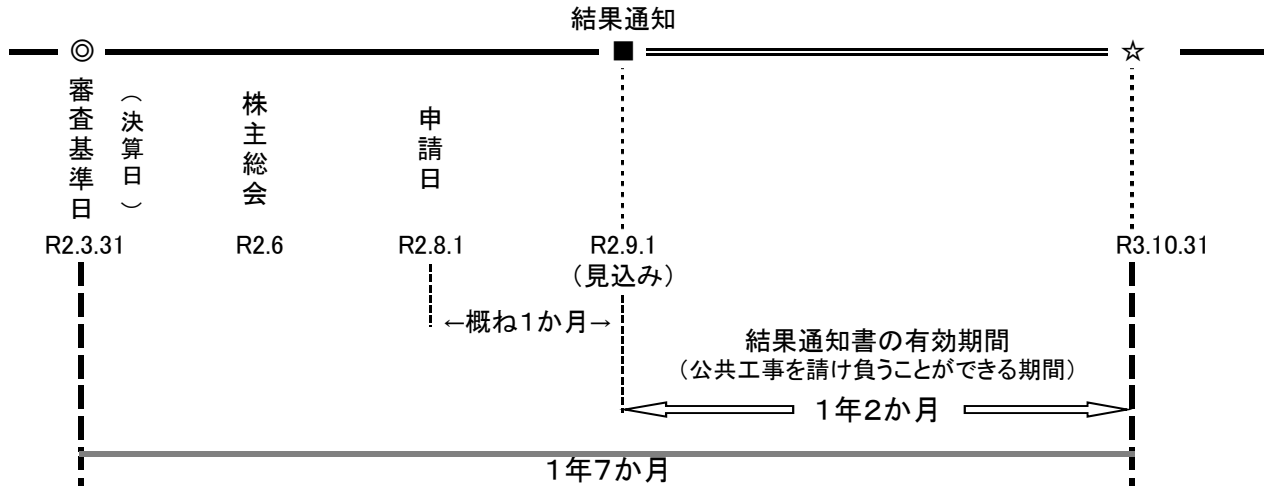 結果通知
◎ ■ ☆
審査基準日
（決算日）
株主総会
申請日
R2.3.31 R2.6 R2.8.1 R2.9.1 R3.10.31
（見込み）
←概ね１か月→
結果通知書の有効期間
（公共工事を請け負うことができる期間）
１年２か月
１年７か月